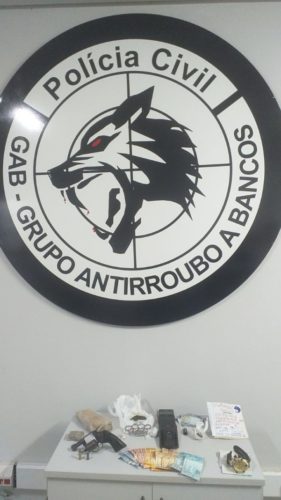 Polícia Civil
GAB - GRUPO ANTIRROUBO A BANCOS